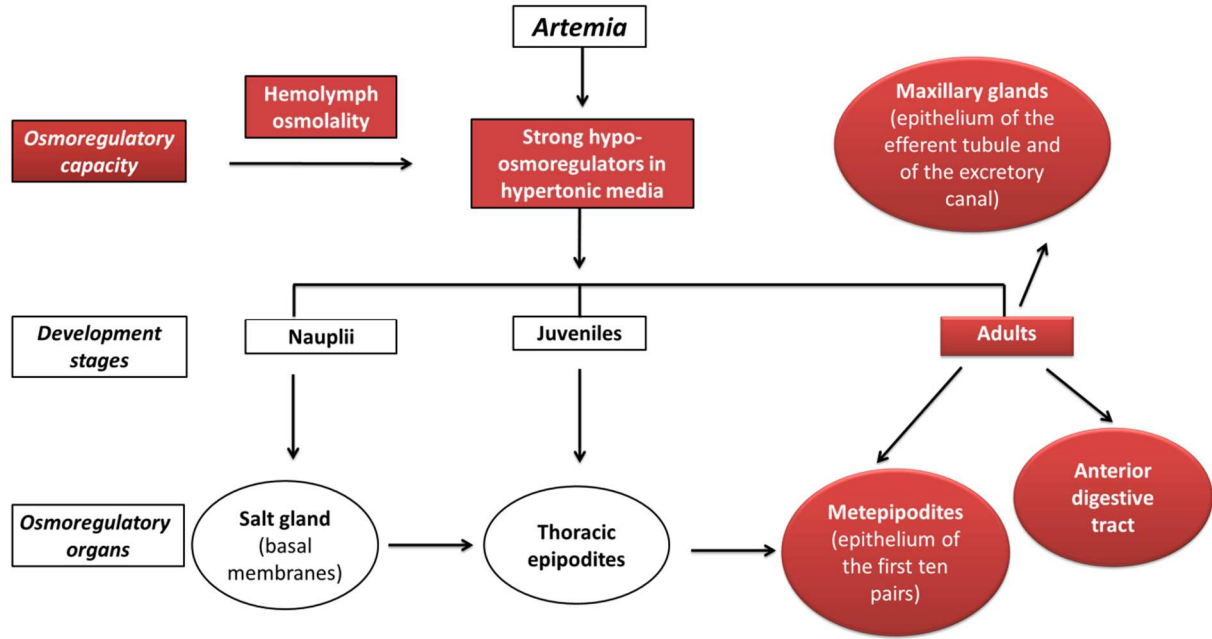 Artemia
Hemolymph
osmolality
Maxillary glands
(epithelium of the
efferent tubule and
of the excretory
canal)
Osmoregulatory
capacity
Strong hypo-
osmoregulators in
hypertonic media
Development
stages
Nauplii
Juveniles
Adults
Osmoregulatory
organs
Salt gland
(basal
membranes)
Thoracic
epipodites
Metepipodites
(epithelium of
the first ten
pairs)
Anterior
digestive
tract